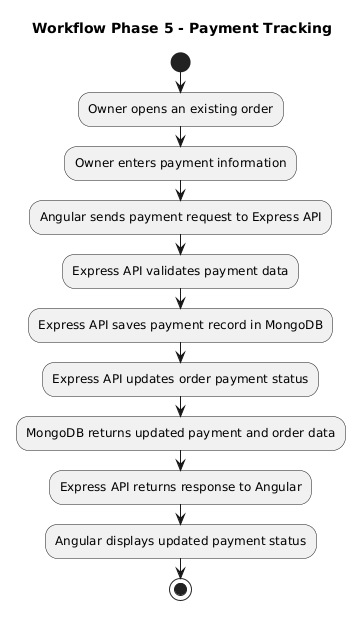 Workflow Phase 5 - Payment Tracking
Owner opens an existing order
Owner enters payment information
Angular sends payment request to Express API
Express API validates payment data
Express API saves payment record in MongoDB
Express API updates order payment status
MongoDB returns updated payment and order data
Express API returns response to Angular
Angular displays updated payment status